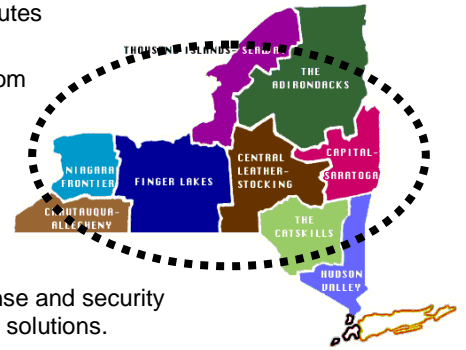 utes
THOUSAND ISLANDS- SEAWAY
om
THE
ADIRONDACKS
CAPITAL-
SARATOGA
CENTRAL
LEATHER-
STOCKING
NIAGARA
FRONTIER
FINGER LAKES
CHAUTAUQUA-
ALLEGHENY
THE
CATSKILLS
HUDSON
VALLEY
nse and security
solutions.